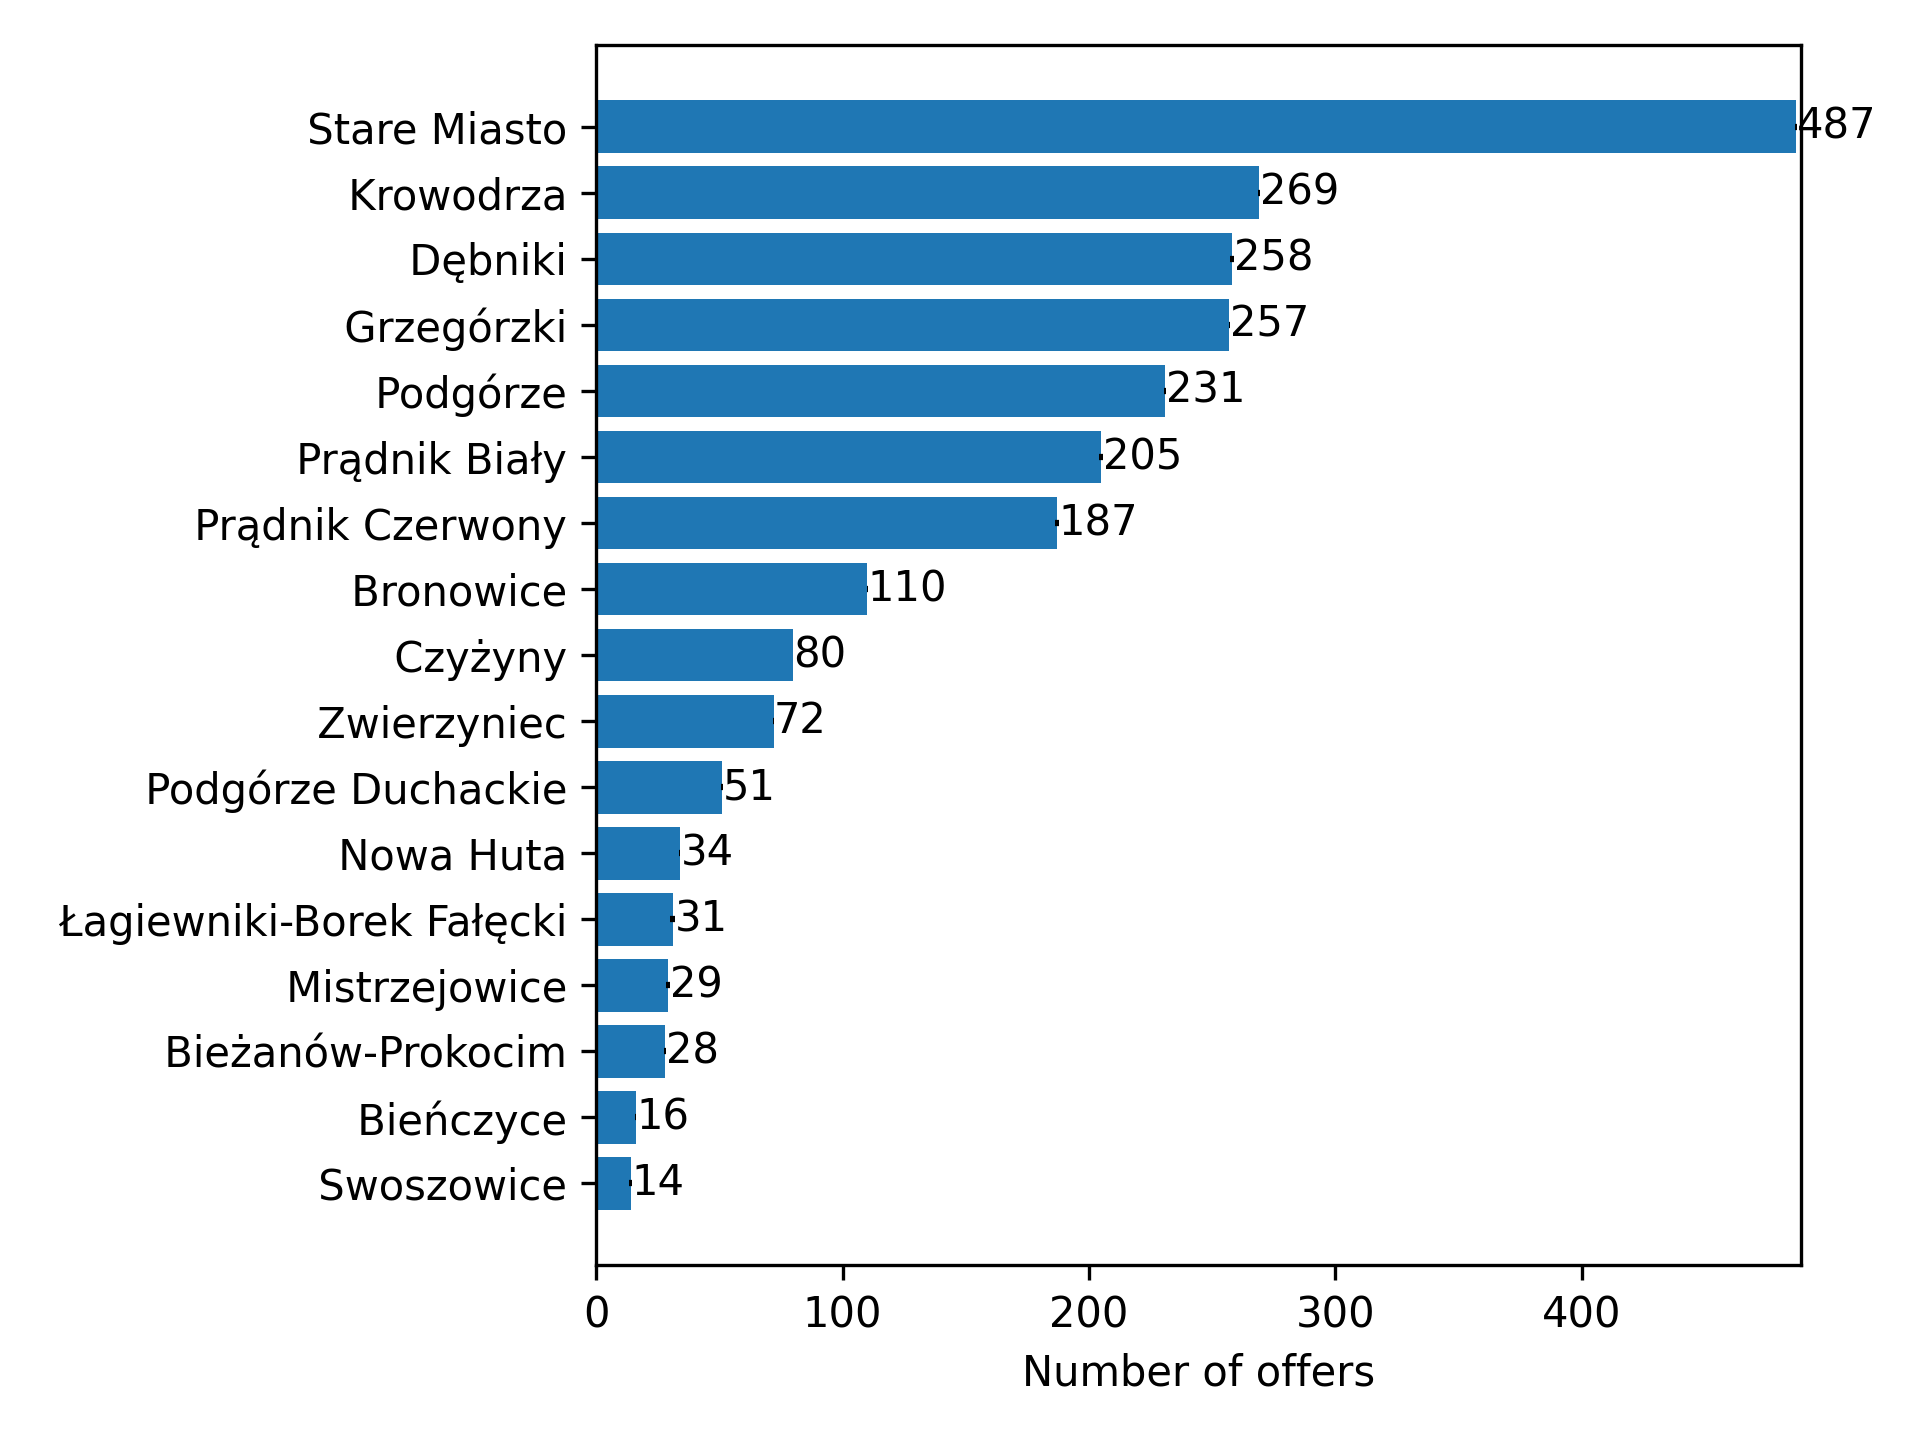 Stare Miasto 487
Krowodrza 269
Dębniki 258
Grzegórzki 257
Podgórze 231
Prądnik Biały 205
Prądnik Czerwony 187
Bronowice 110
Czyżyny 80
Zwierzyniec 72
Podgórze Duchackie 51
Nowa Huta 34
Łagiewniki-Borek Fałęcki 31
Mistrzejowice 29
Bieżanów-Prokocim 28
Bieńczyce 16
Swoszowice 14
0 100 200 300 400
Number of offers